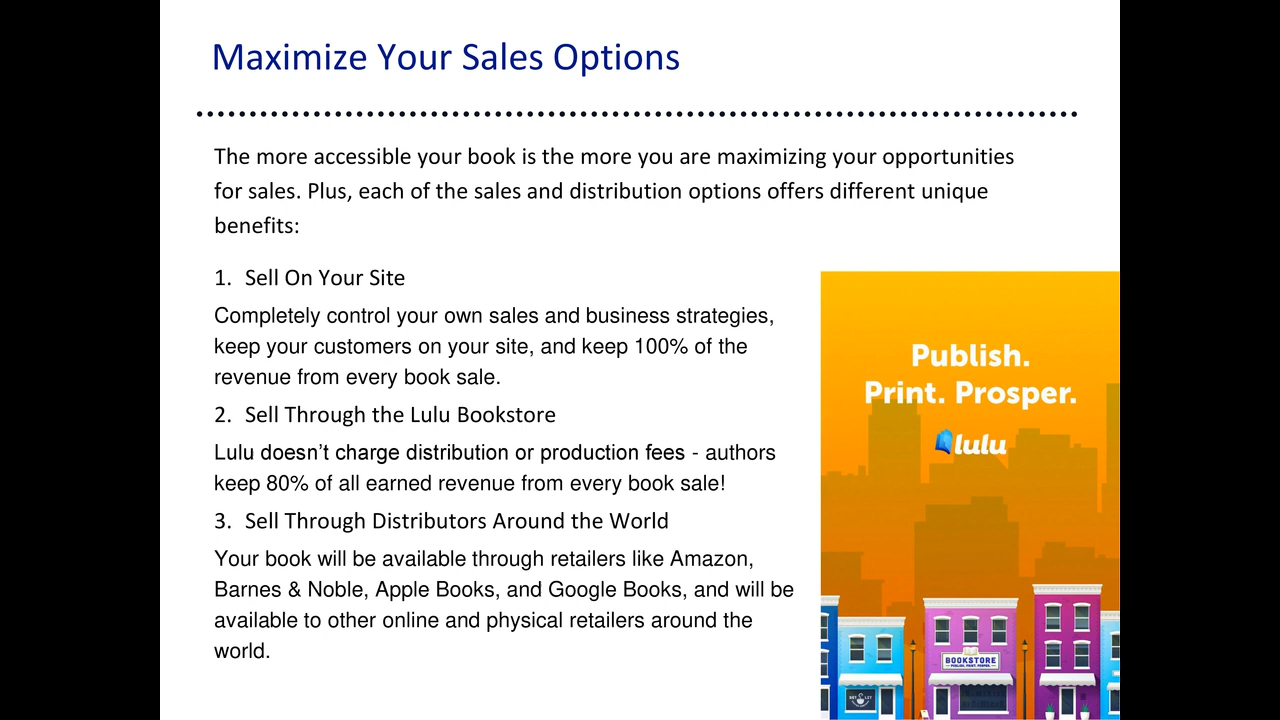 Maximize Your Sales Options
The more accessible your book is the more you are maximizing your opportunities
for sales. Plus, each of the sales and distribution options offers different unique
benefits:
1. Sell On Your Site
Completely control your own sales and business strategies,
keep your customers on your site, and keep 100% of the
revenue from every book sale.
2. Sell Through the Lulu Bookstore
Lulu doesn’t charge distribution or production fees - authors
keep 80% of all earned revenue from every book sale!
3. Sell Through Distributors Around the World
Your book will be available through retailers like Amazon,
Barnes & Noble, Apple Books, and Google Books, and will be
available to other online and physical retailers around the
world.
Publish.
Print. Prosper.
lulu
BOOKSTORE
PUBLISH. PRINT. PROSPER.